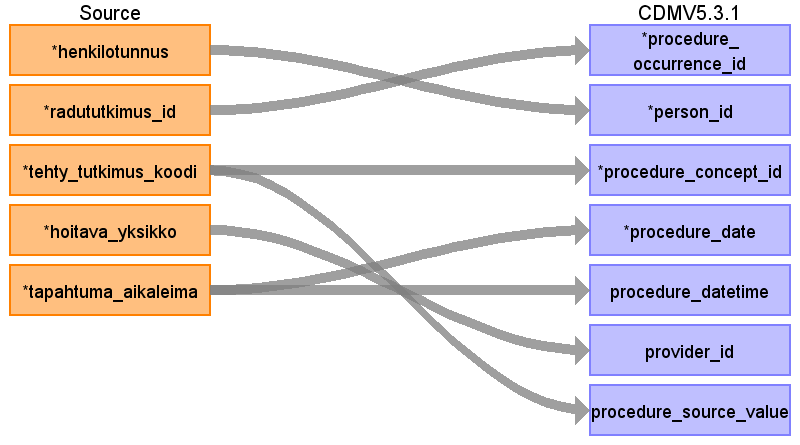 Source
CDMV5.3.1
*henkilotunnus
*radututkimus_id
*tehty_tutkimus_koodi
*hoitava_yksikko
*tapahtuma_aikaleima
*procedure_
occurrence_id
*person_id
*procedure_concept_id
*procedure_date
procedure_datetime
provider_id
procedure_source_value